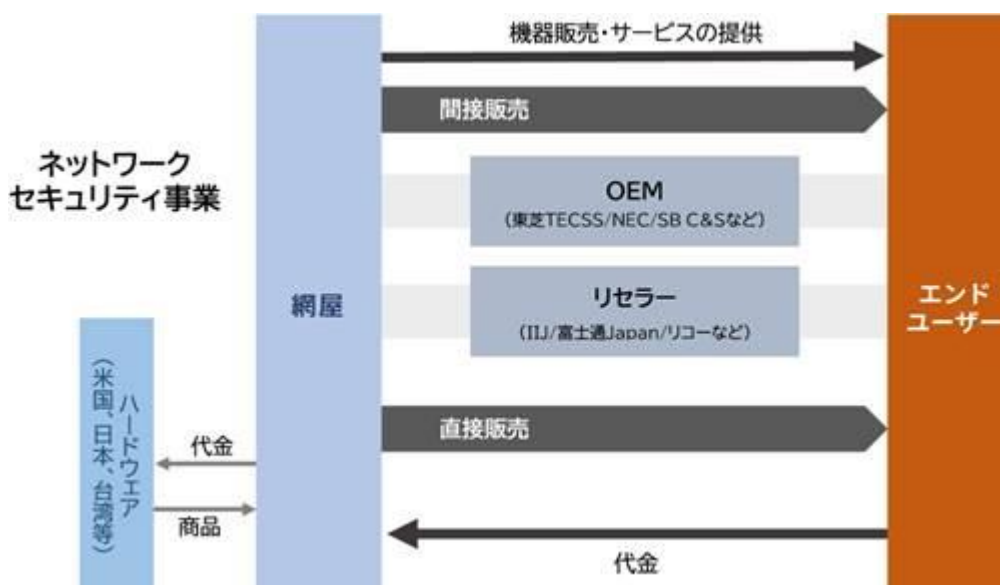 機器販売・サービスの提供
間接販売
ネットワーク
セキュリティ事業
OEM
(東芝TECSS/NEC/SB C&Sなど)
網屋
リセラー
(IIJ/富士通Japan/リコーなど)
エンド
ユーザー
ハードウェア
(米国、日本、台湾等)
直接販売
代金
商品
代金